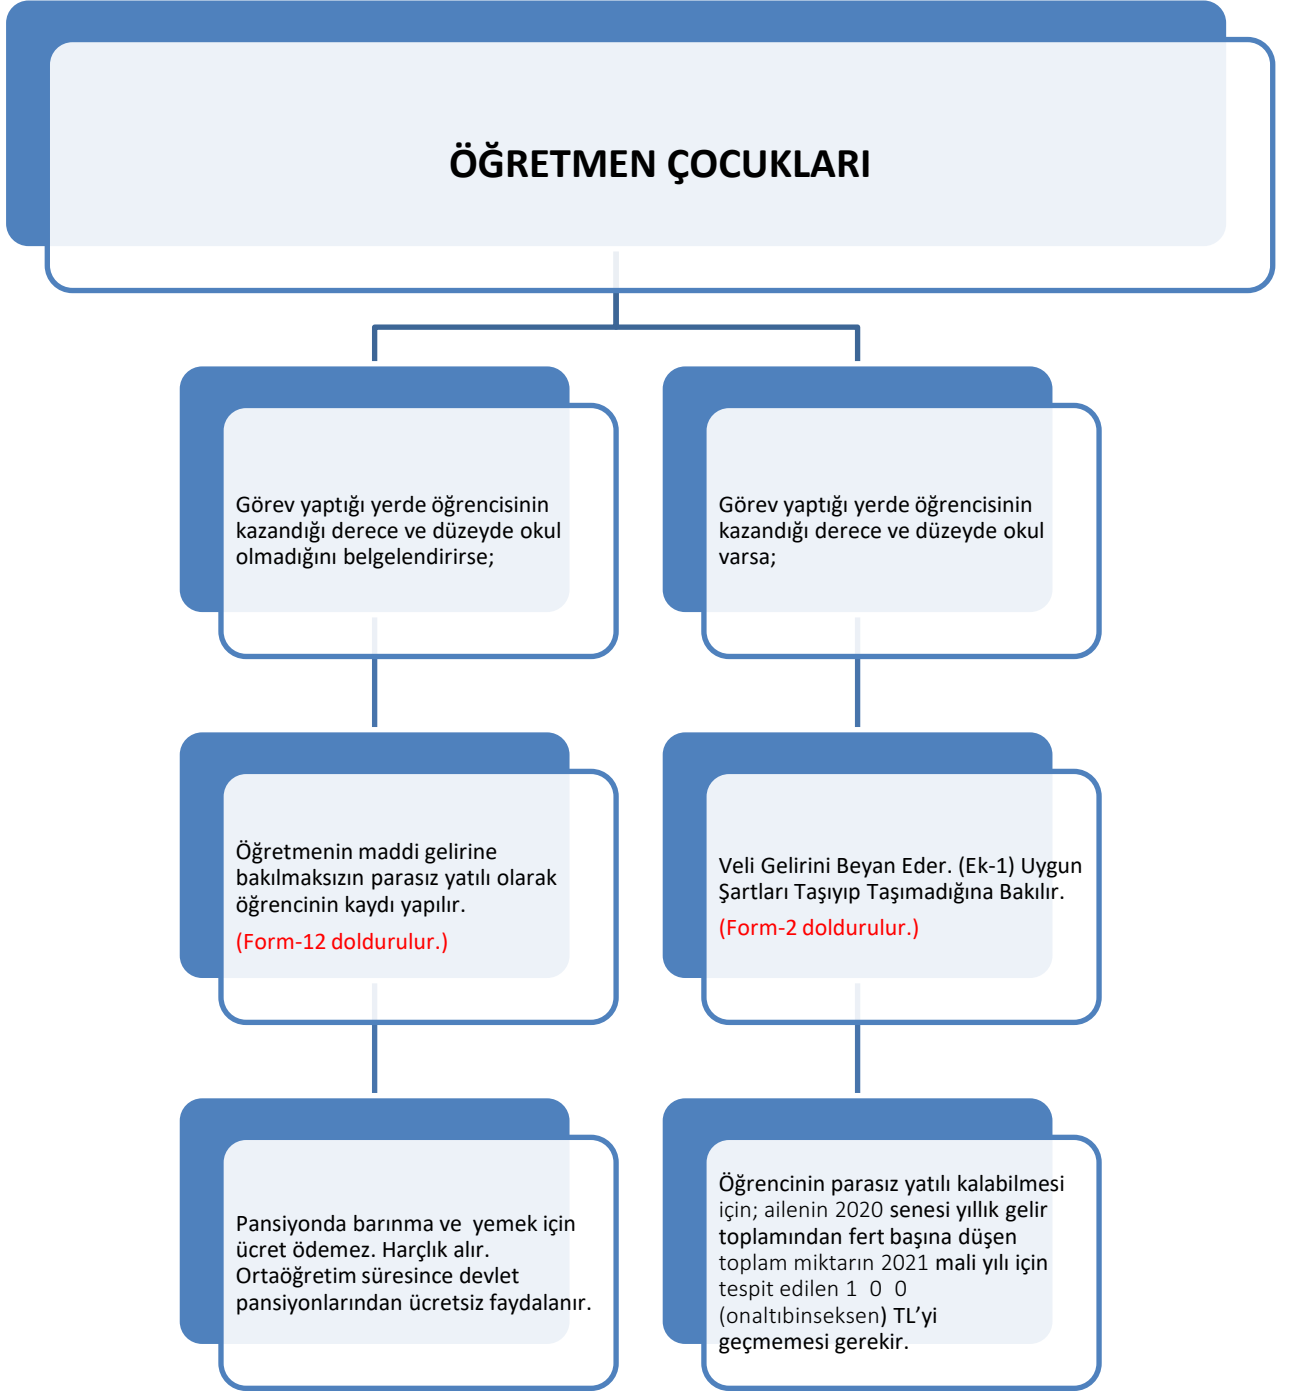 ÖĞRETMEN ÇOCUKLARI
Görev yaptığı yerde öğrencisinin
kazandığı derece ve düzeyde okul
olmadığını belgelendirirse;
Görev yaptığı yerde öğrencisinin
kazandığı derece ve düzeyde okul
varsa;
Öğretmenin maddi gelirine
bakılmaksızın parasız yatılı olarak
öğrencinin kaydı yapılır.
(Form-12 doldurulur.)
Veli Gelirini Beyan Eder. (Ek-1) Uygun
Şartları Taşıyıp Taşımadığına Bakılır.
(Form-2 doldurulur.)
Pansiyonda barınma ve yemek için
ücret ödemez. Harçlık alır.
Ortaöğretim süresince devlet
pansiyonlarından ücretsiz faydalanır.
Öğrencinin parasız yatılı kalabilmesi
için; ailenin 2020 senesi yıllık gelir
toplamından fert başına düşen
toplam miktarın 2021 mali yılı için
tespit edilen 1 0 0
(onaltıbinseksen) TL’yi
geçmemesi gerekir.